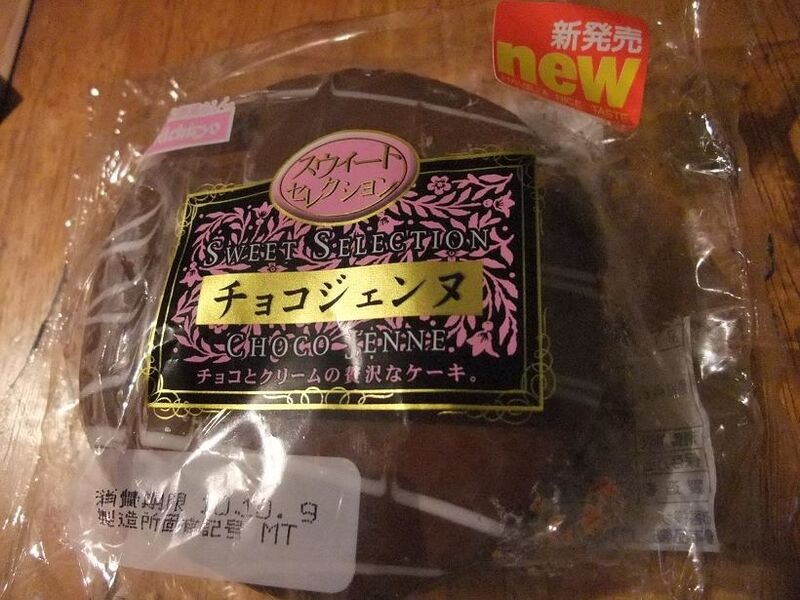 新発売
new
スウィート
セレクション
SWEET SELECTION
チョコジェンヌ
CHOCO JENNE
チョコとクリームの贅沢なケーキ。
消費期限 10.10. 9
製造所固有記号 MT